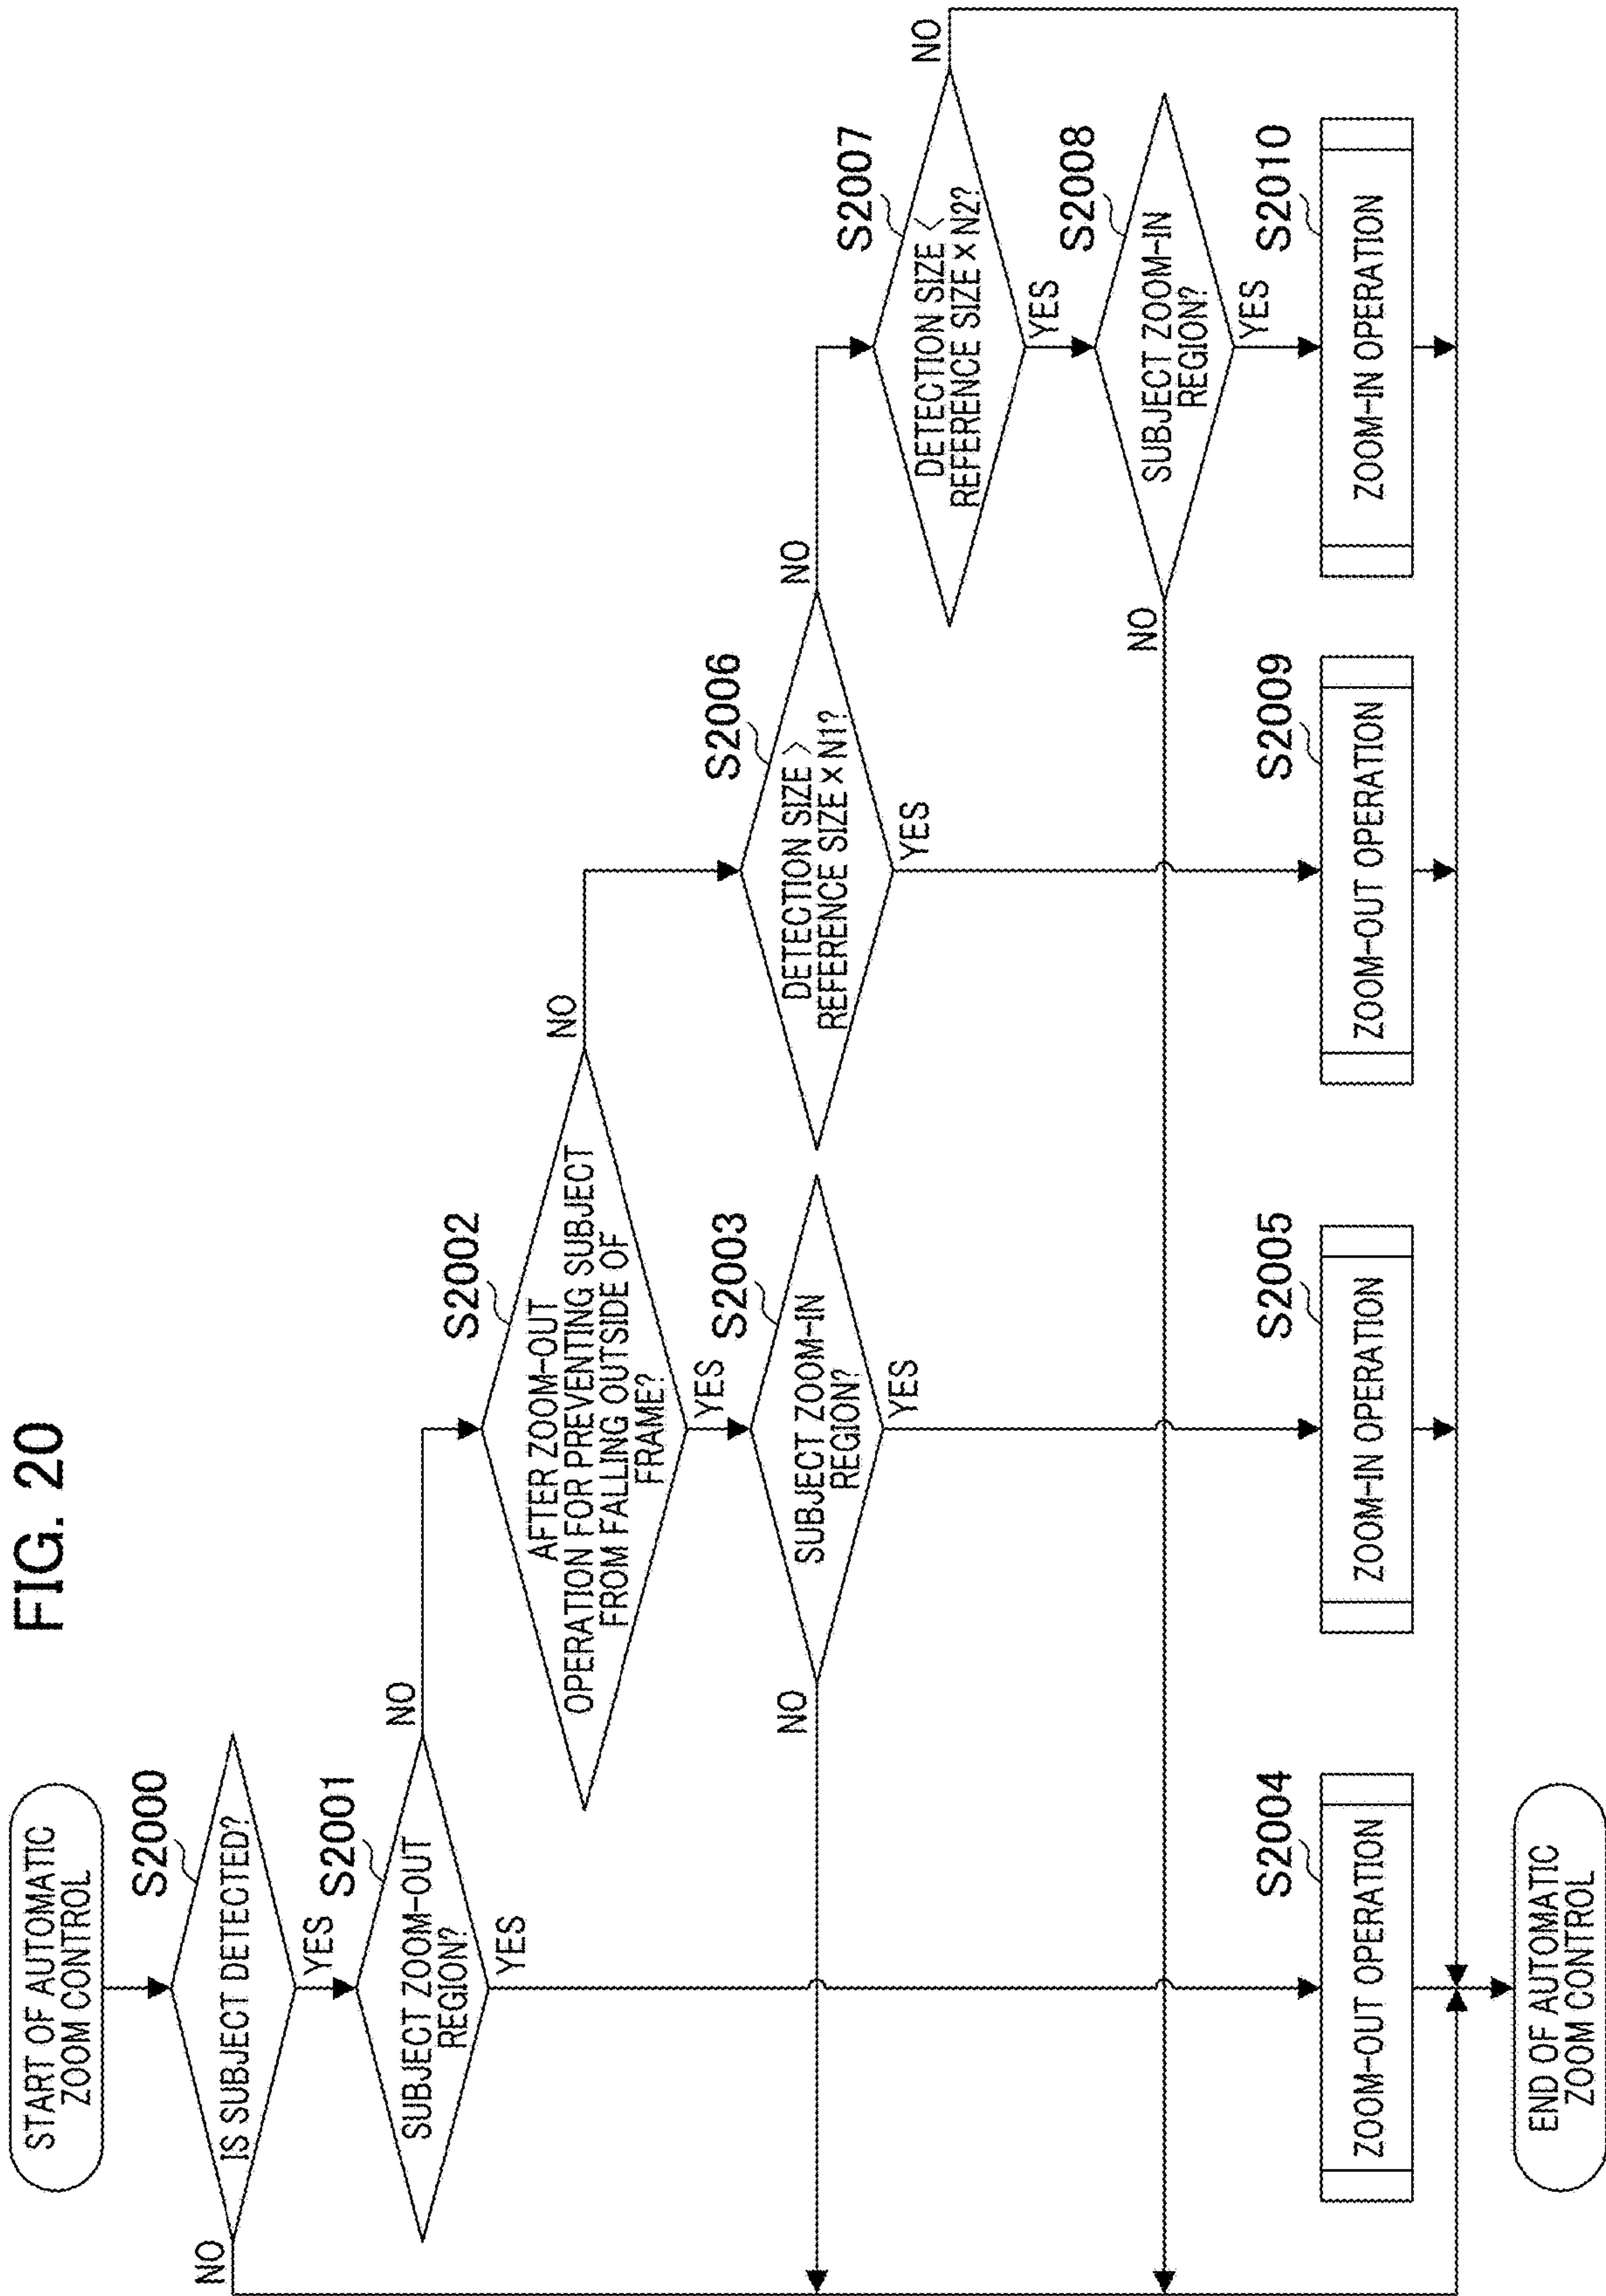 FIG. 20
START OF AUTOMATIC
ZOOM CONTROL
S2000
IS SUBJECT DETECTED?
NO
YES
S2001
SUBJECT ZOOM-OUT
REGION?
NO
YES
S2002
AFTER ZOOM-OUT
OPERATION FOR PREVENTING SUBJECT
FROM FALLING OUTSIDE OF
FRAME?
NO
YES
S2003
SUBJECT ZOOM-IN
REGION?
NO
YES
S2006
DETECTION SIZE >
REFERENCE SIZE × N1?
NO
YES
S2007
DETECTION SIZE <
REFERENCE SIZE × N2?
NO
YES
S2008
SUBJECT ZOOM-IN
REGION?
NO
YES
S2004
ZOOM-OUT OPERATION
S2005
ZOOM-IN OPERATION
S2009
ZOOM-OUT OPERATION
S2010
ZOOM-IN OPERATION
END OF AUTOMATIC
ZOOM CONTROL